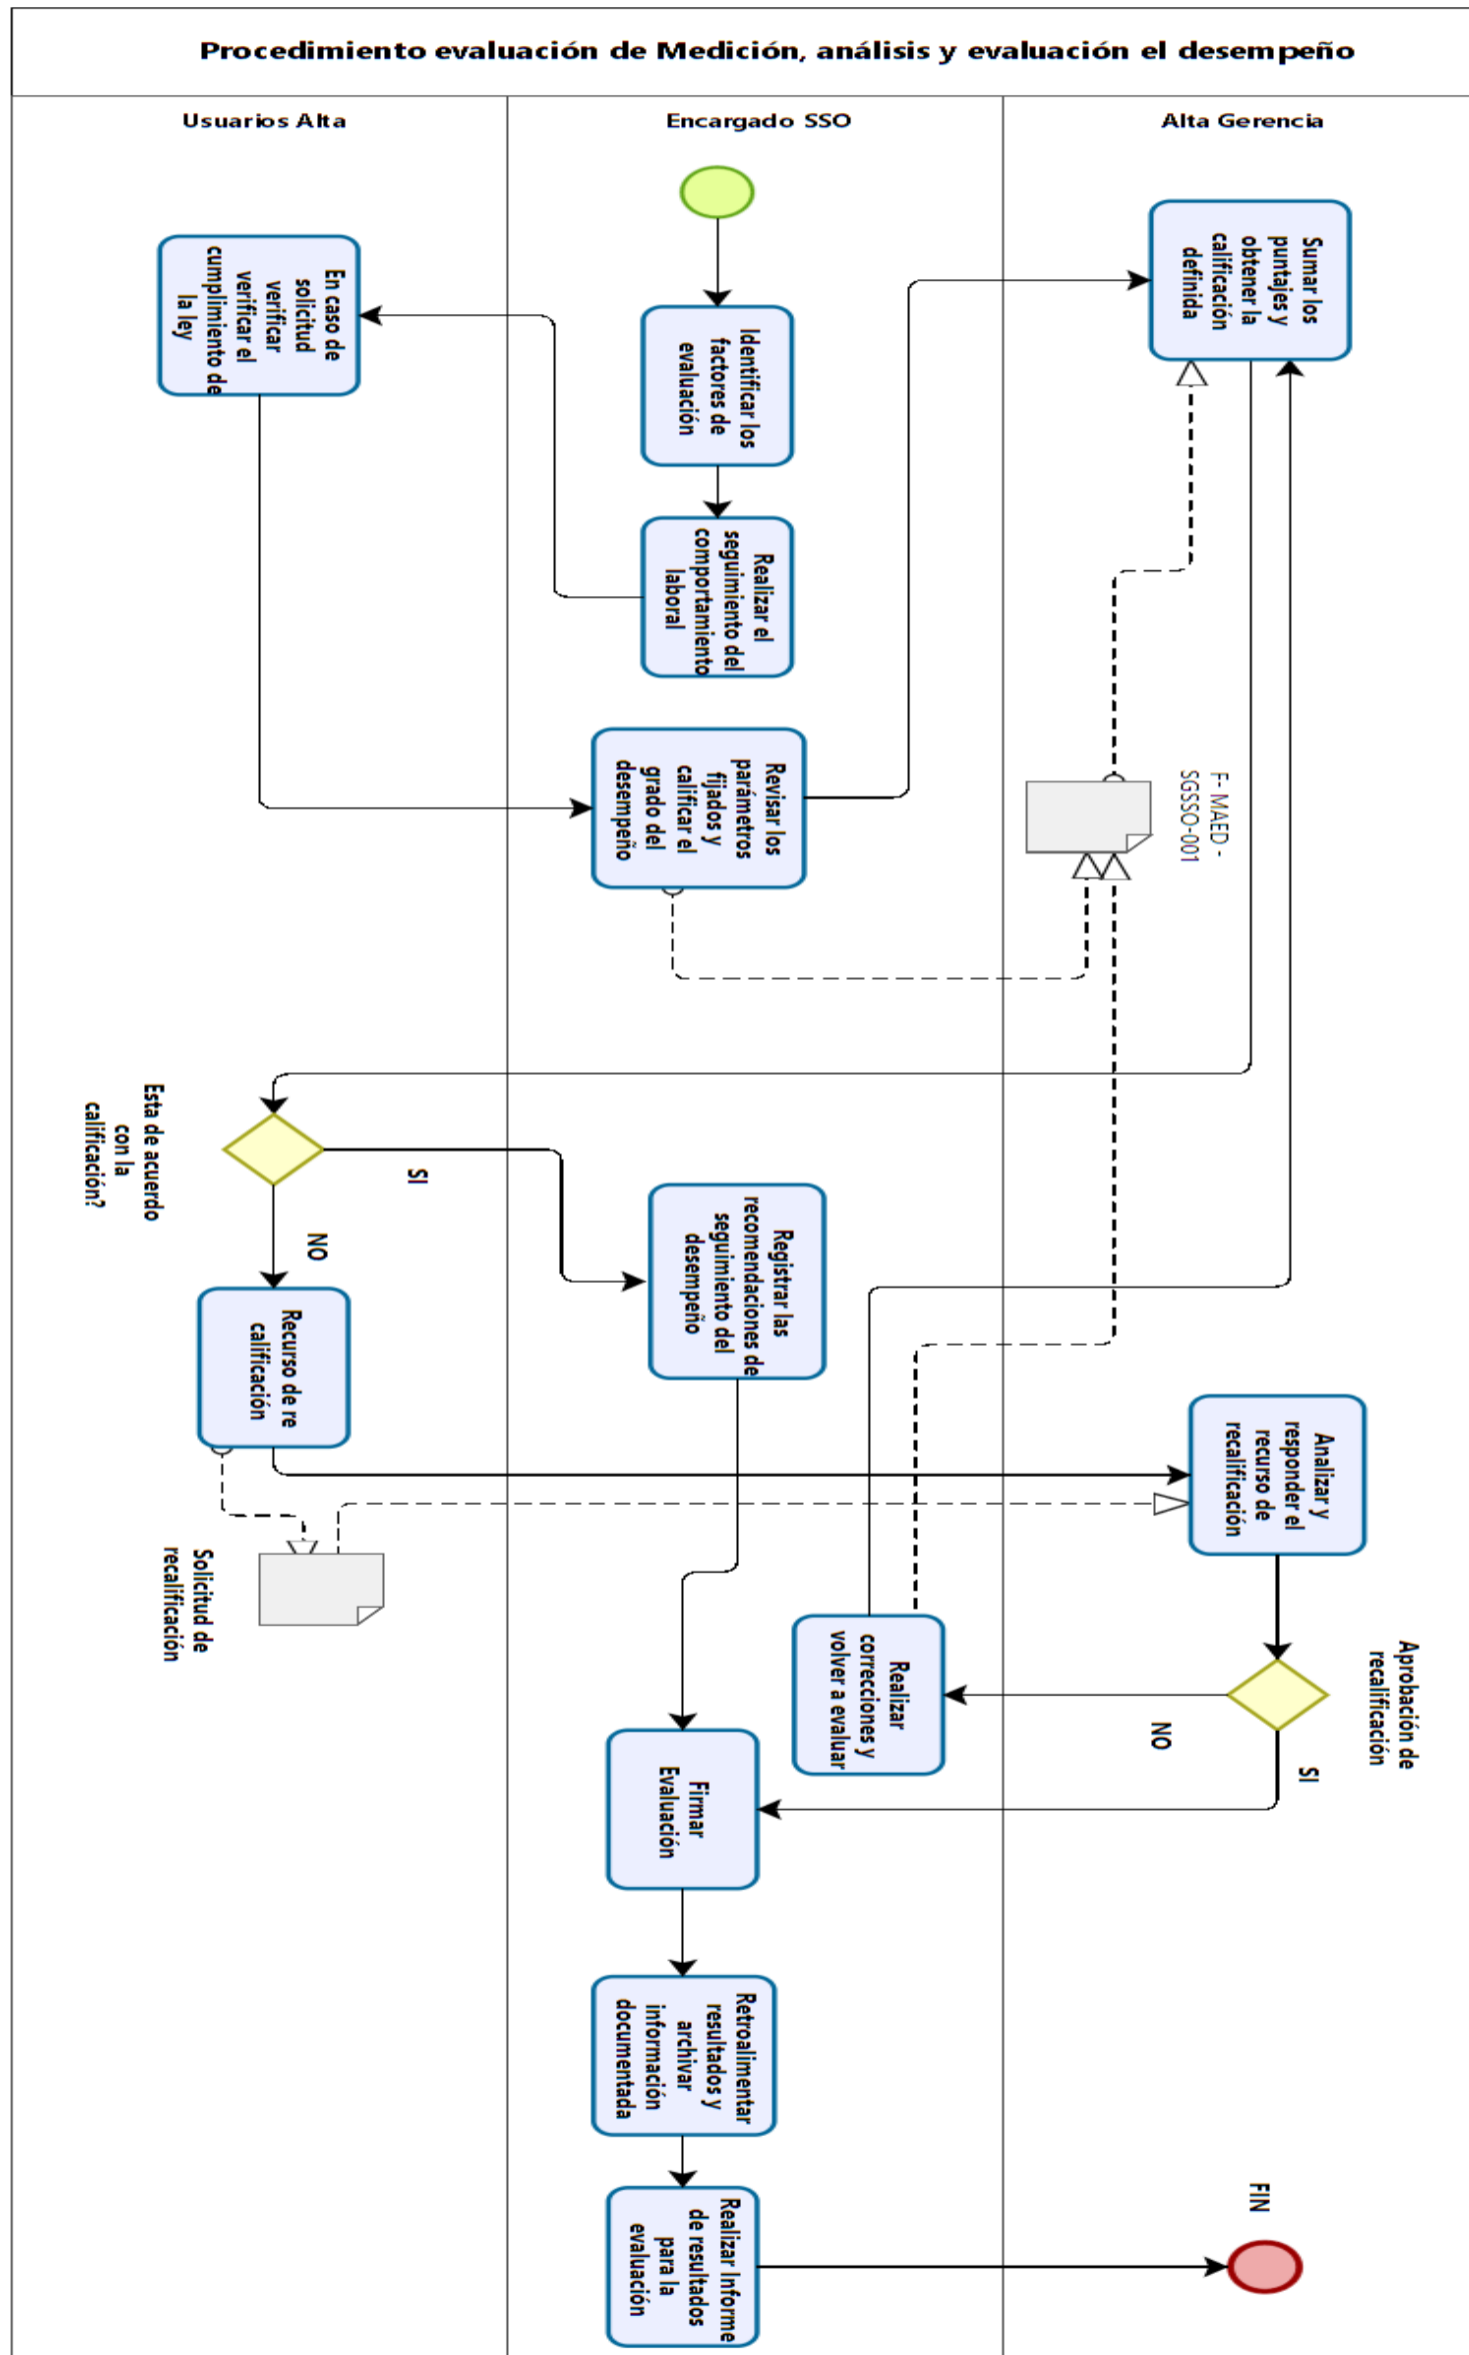 Procedimiento evaluación de Medición, análisis y evaluación el desempeño
Usuarios Alta
Encargado SSO
Alta Gerencia
Sumar los
puntajes y
obtener la
calificación
definida
En caso de
solicitud
verificar
verificar el
cumplimiento de
la ley
Identificar los
factores de
evaluación
Realizar el
seguimiento del
comportamiento
laboral
Revisar los
parámetros
fijados y
calificar el
grado del
desempeño
F- MAED -
SGSSO-001
Esta de acuerdo
con la
calificación?
SI
NO
Registrar las
recomendaciones de
seguimiento del
desempeño
Recurso de re
calificación
Solicitud de
recalificación
Analizar y
responder el
recurso de
recalificación
Aprobación de
recalificación
NO
SI
Realizar
correcciones y
volver a evaluar
Firmar
Evaluación
Retroalimentar
resultados y
archivar
información
documentada
Realizar Informe
de resultados
para la
evaluación
FIN